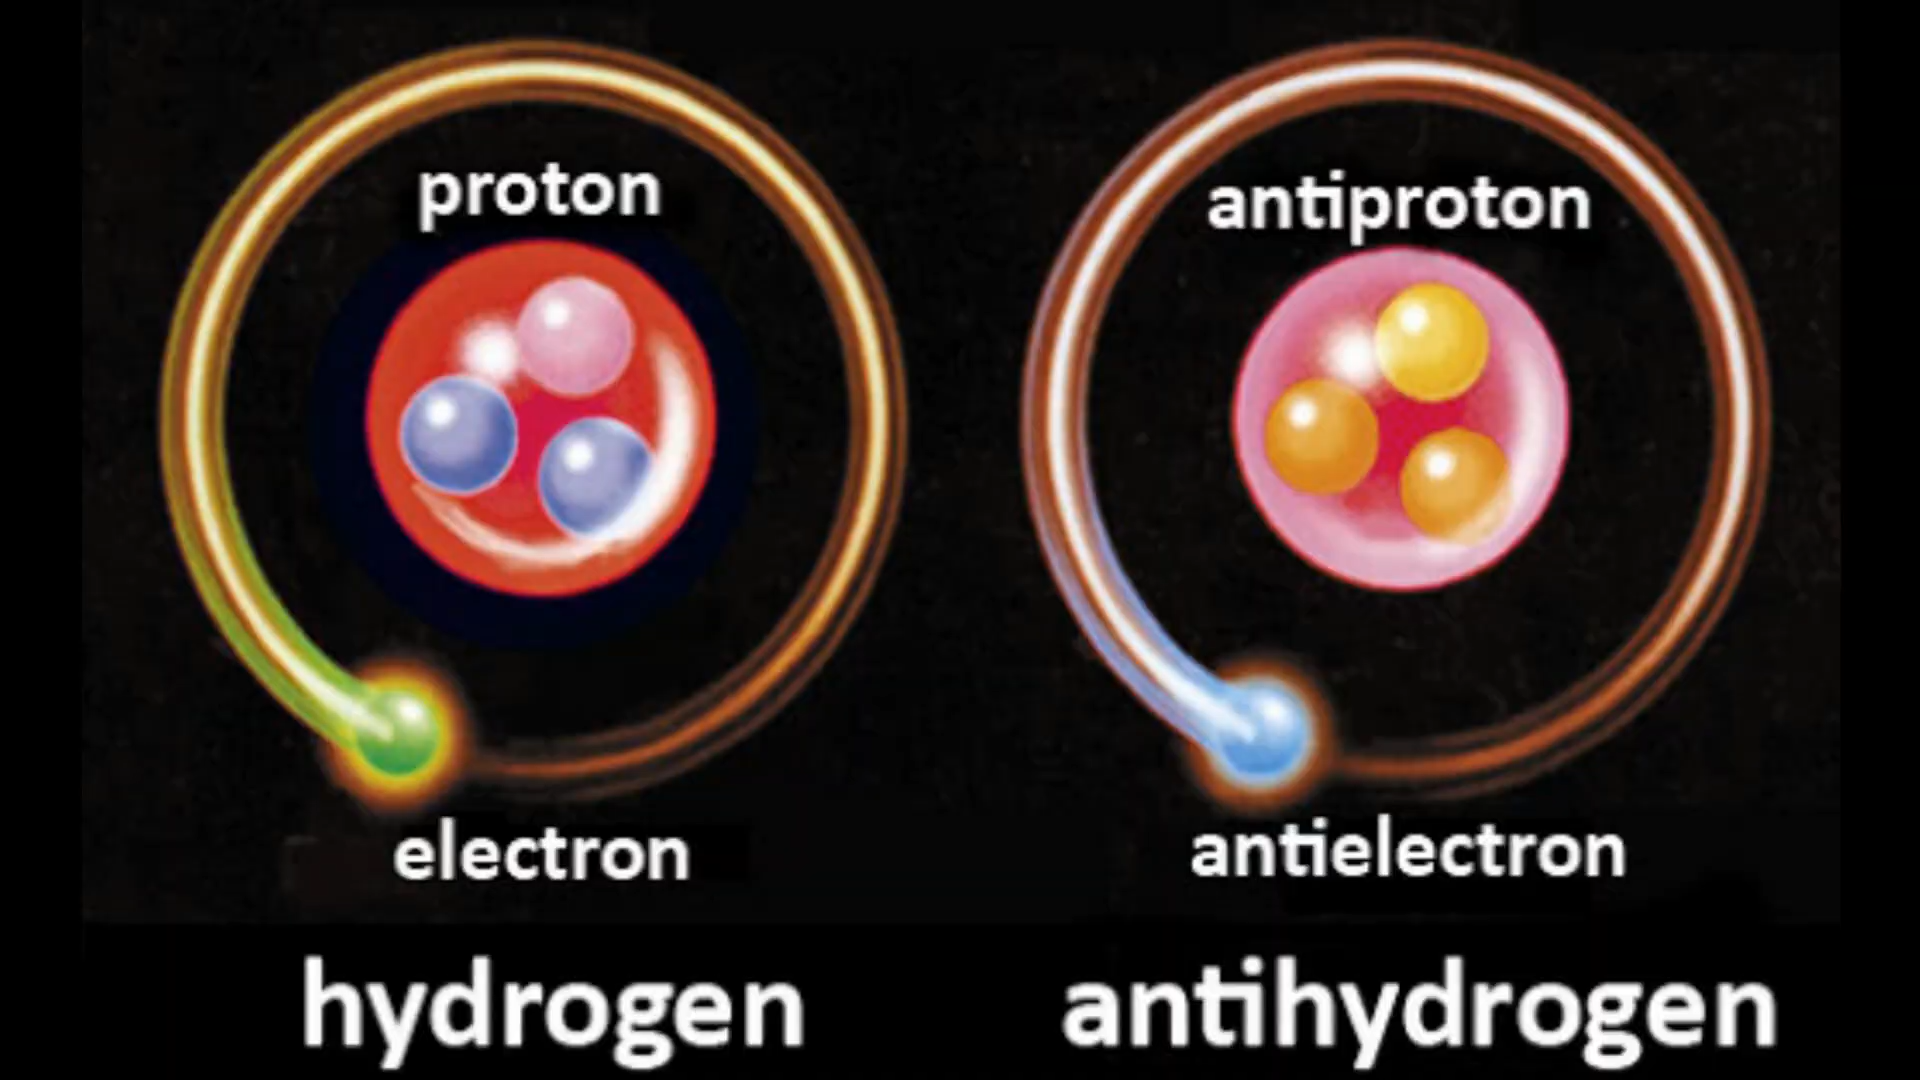 proton
electron
hydrogen
antiproton
antielectron
antihydrogen